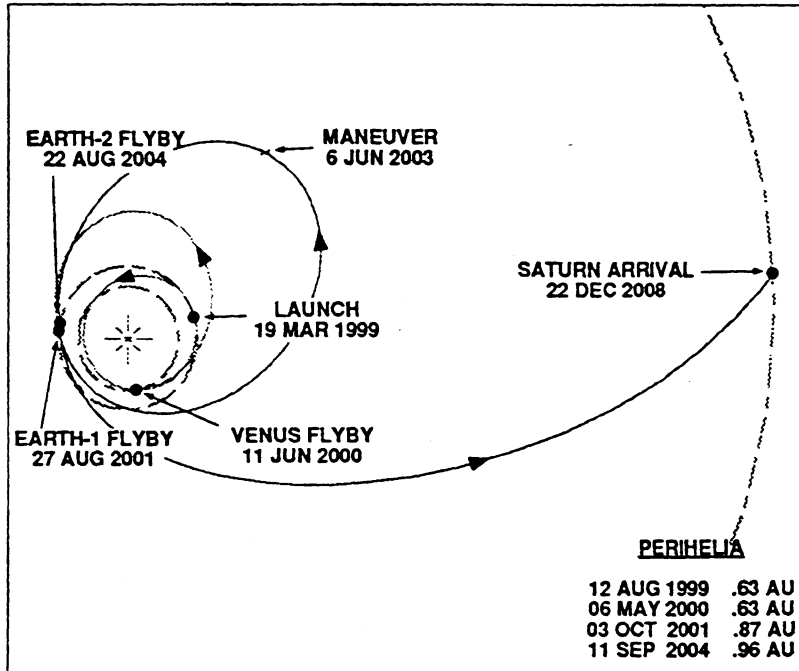 EARTH-2 FLYBY
22 AUG 2004
MANEUVER
6 JUN 2003
SATURN ARRIVAL
22 DEC 2008
LAUNCH
19 MAR 1999
EARTH-1 FLYBY
27 AUG 2001
VENUS FLYBY
11 JUN 2000
PERIHELIA
12 AUG 1999 .63 AU
06 MAY 2000 .63 AU
03 OCT 2001 .87 AU
11 SEP 2004 .96 AU